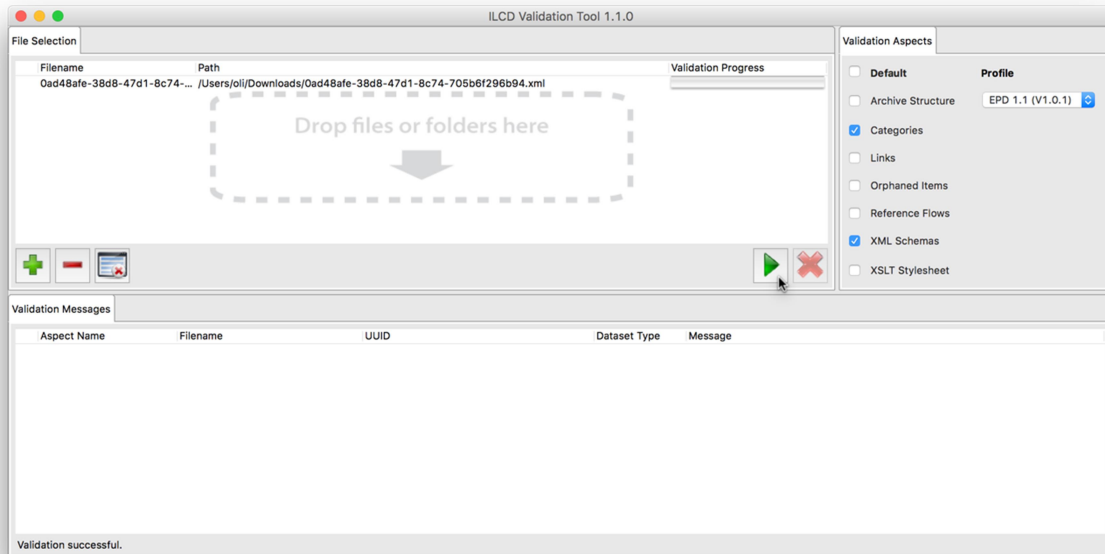 ILCD Validation Tool 1.1.0
File Selection
Filename Path Validation Progress
0ad48afe-38d8-47d1-8c74-... /Users/oli/Downloads/0ad48afe-38d8-47d1-8c74-705b6f296b94.xml
Drop files or folders here
Validation Aspects
Default Profile
Archive Structure EPD 1.1 (V1.0.1)
Categories
Links
Orphaned Items
Reference Flows
XML Schemas
XSLT Stylesheet
Validation Messages
Aspect Name Filename UUID Dataset Type Message
Validation successful.